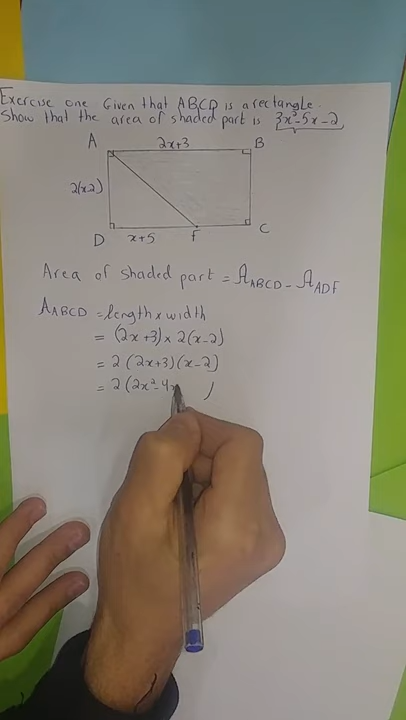 Exercise one Given that ABCD is a rectangle.
Show that the area of shaded part is 3x²-5x-2
A 2x+3 B
2(x2)
D x+5 F C
Area of shaded part = A_ABCD - A_ADF
A_ABCD = length x width
= (2x+3) x 2(x-2)
= 2 (2x+3)(x-2)
= 2 (2x²-4x )